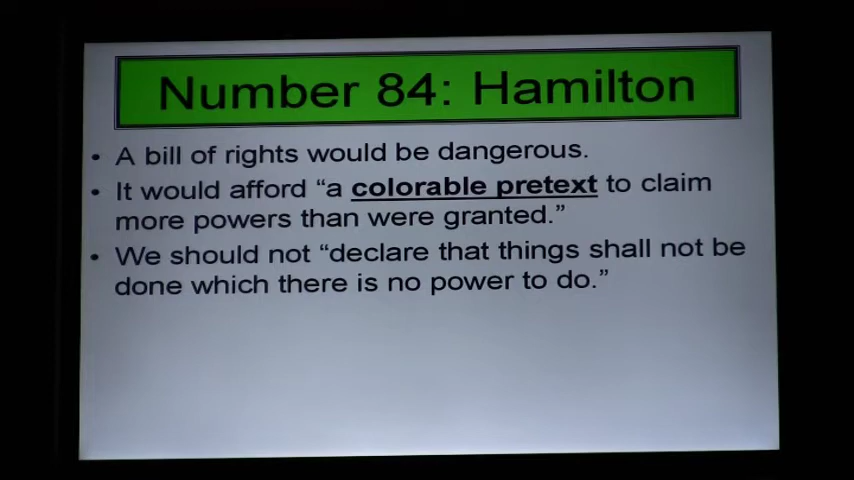 Number 84: Hamilton
• A bill of rights would be dangerous.
• It would afford “a colorable pretext to claim
more powers than were granted.”
• We should not “declare that things shall not be
done which there is no power to do.”